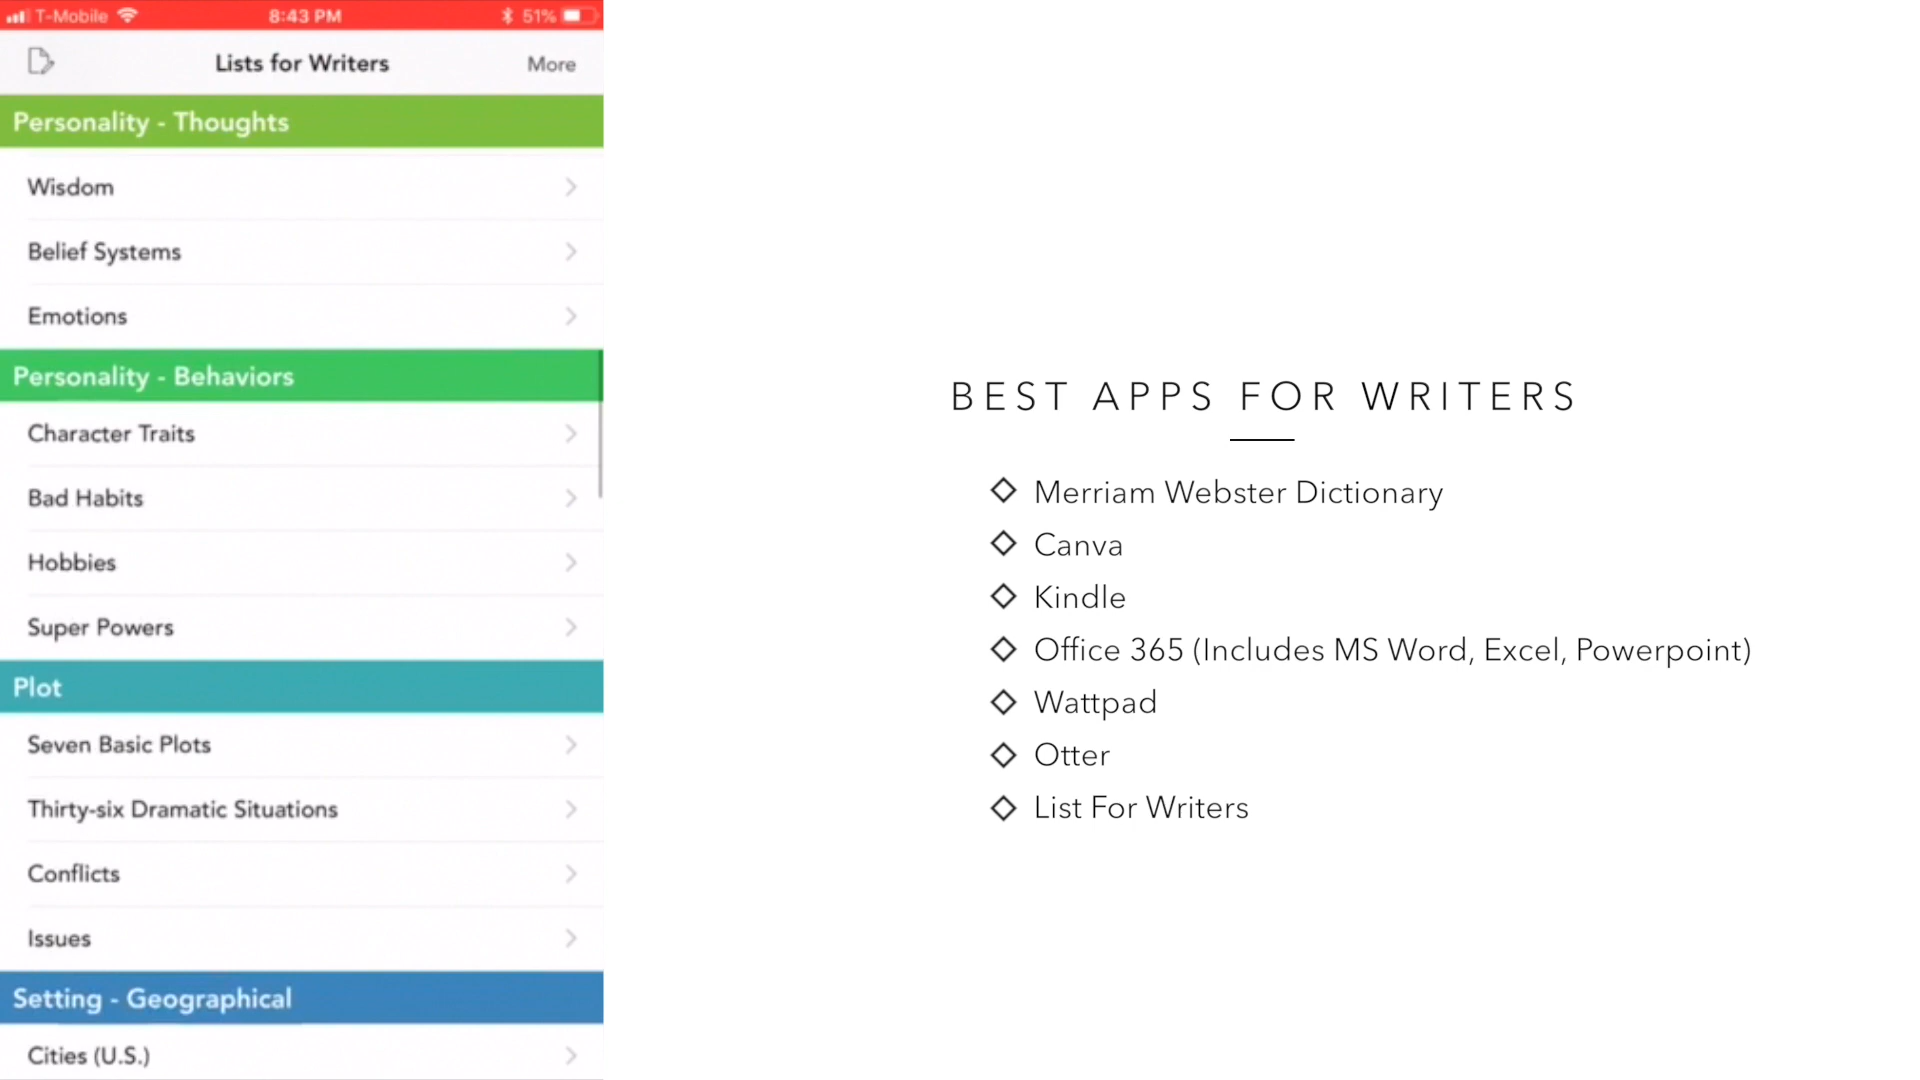 T-Mobile 8:43 PM 51%
Lists for Writers More
Personality - Thoughts
Wisdom
Belief Systems
Emotions
Personality - Behaviors
Character Traits
Bad Habits
Hobbies
Super Powers
Plot
Seven Basic Plots
Thirty-six Dramatic Situations
Conflicts
Issues
Setting - Geographical
Cities (U.S.)
BEST APPS FOR WRITERS
Merriam Webster Dictionary
Canva
Kindle
Office 365 (Includes MS Word, Excel, Powerpoint)
Wattpad
Otter
List For Writers